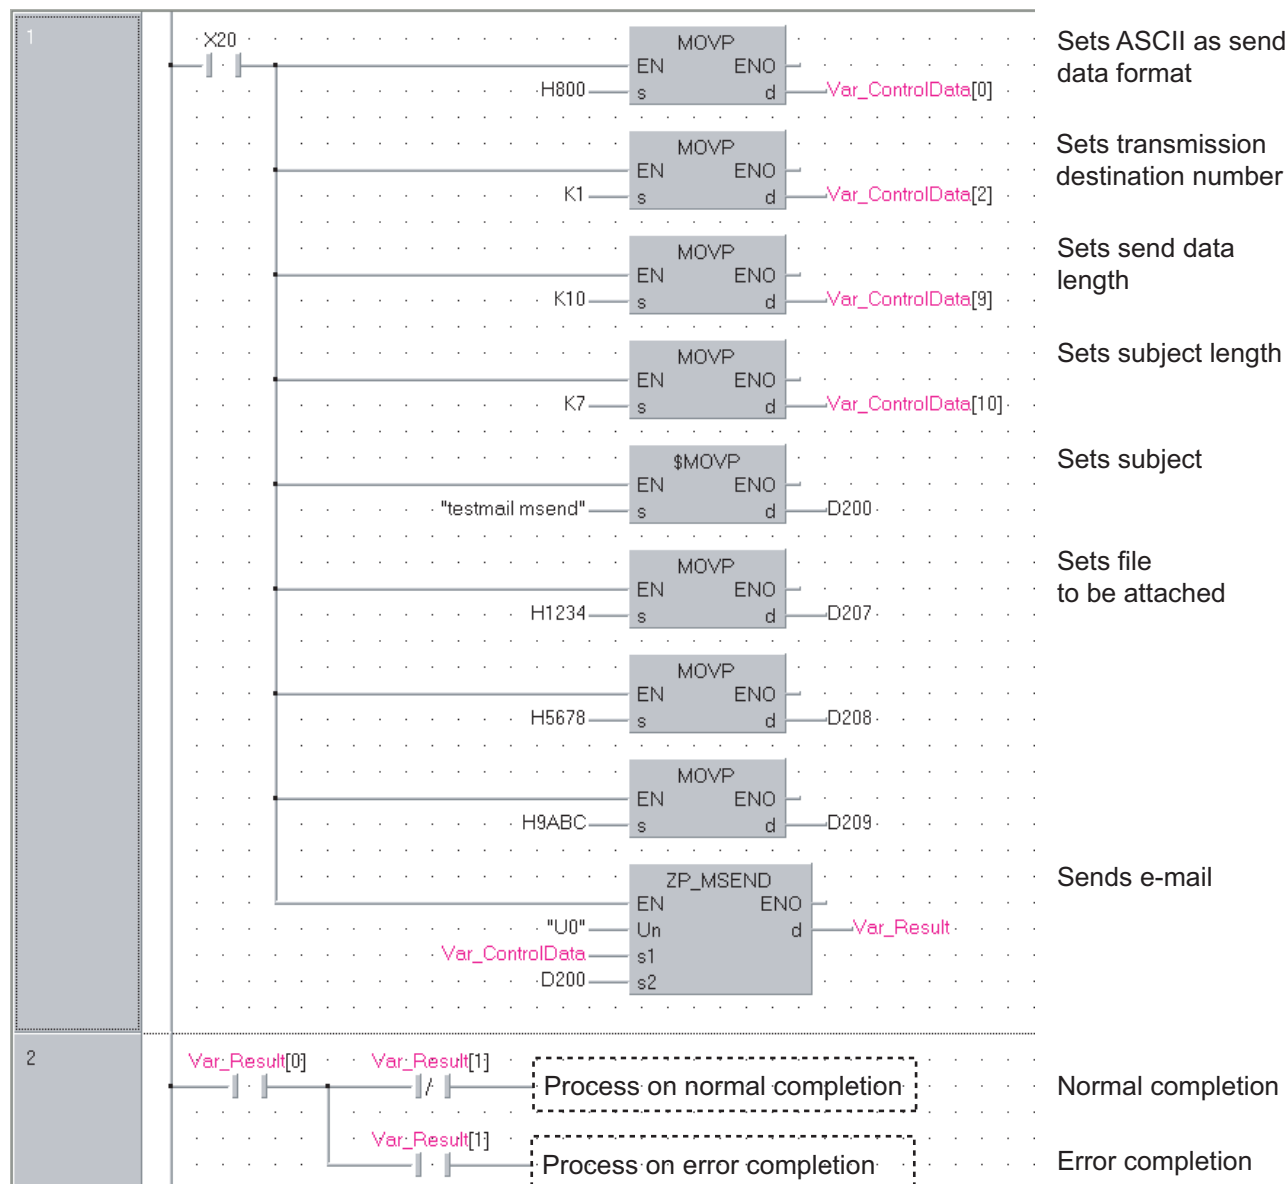 1
X20
MOVP
EN ENO
H800 s d Var_ControlData[0]
Sets ASCII as send
data format
MOVP
EN ENO
K1 s d Var_ControlData[2]
Sets transmission
destination number
MOVP
EN ENO
K10 s d Var_ControlData[9]
Sets send data
length
MOVP
EN ENO
K7 s d Var_ControlData[10]
Sets subject length
$MOVP
EN ENO
"testmail msend" s d D200
Sets subject
MOVP
EN ENO
H1234 s d D207
Sets file
to be attached
MOVP
EN ENO
H5678 s d D208
MOVP
EN ENO
H9ABC s d D209
ZP_MSEND
EN ENO
"U0" Un d Var_Result
Var_ControlData s1
D200 s2
Sends e-mail
2
Var_Result[0] Var_Result[1]
Process on normal completion
Normal completion
Var_Result[1]
Process on error completion
Error completion